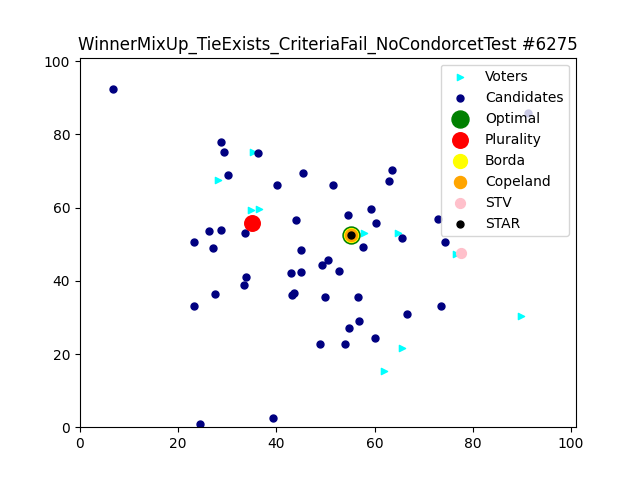 WinnerMixUp_TieExists_CriteriaFail_NoCondorcetTest #6275
100
80
60
40
20
0
0 20 40 60 80 100
Voters
Candidates
Optimal
Plurality
Borda
Copeland
STV
STAR